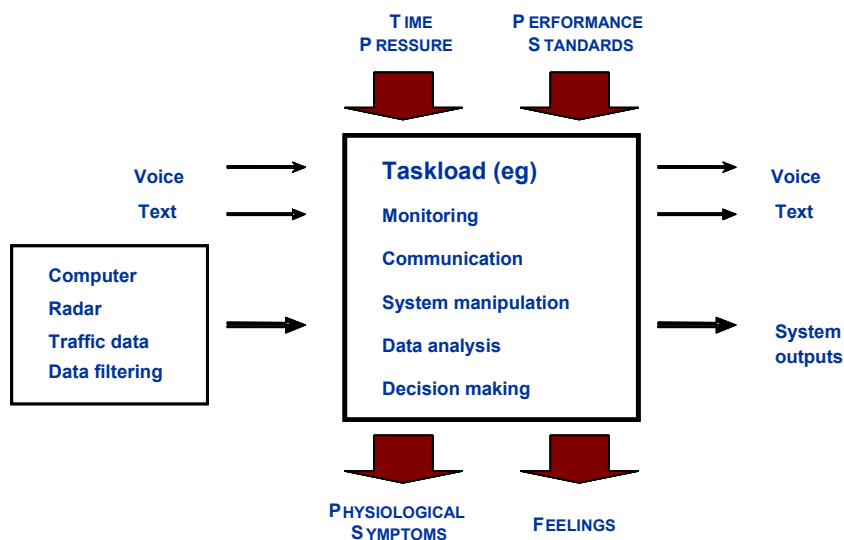 TIME
PRESSURE
PERFORMANCE
STANDARDS
Voice
Text
Computer
Radar
Traffic data
Data filtering
Taskload (eg)
Monitoring
Communication
System manipulation
Data analysis
Decision making
Voice
Text
System
outputs
PHYSIOLOGICAL
SYMPTOMS
FEELINGS